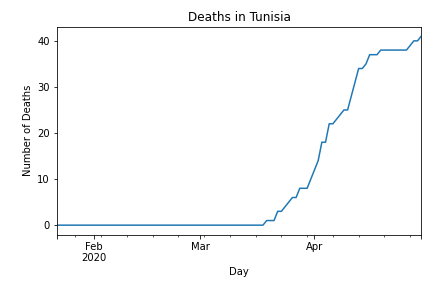 Deaths in Tunisia
Number of Deaths
40
30
20
10
0
Feb
2020
Mar
Apr
Day